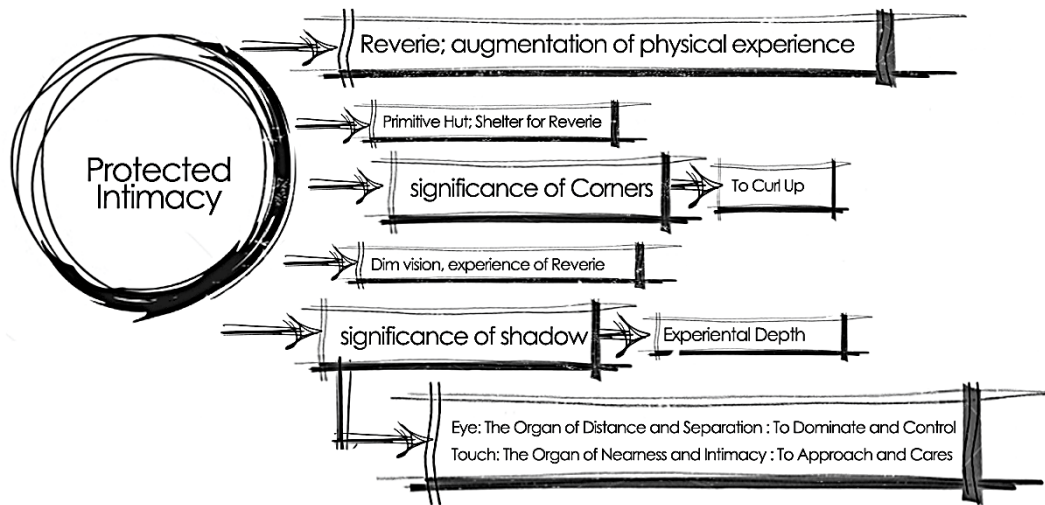 Protected
Intimacy
Reverie; augmentation of physical experience
Primitive Hut; Shelter for Reverie
significance of Corners
To Curl Up
Dim vision, experience of Reverie
significance of shadow
Experiental Depth
Eye: The Organ of Distance and Separation : To Dominate and Control
Touch: The Organ of Nearness and Intimacy : To Approach and Cares